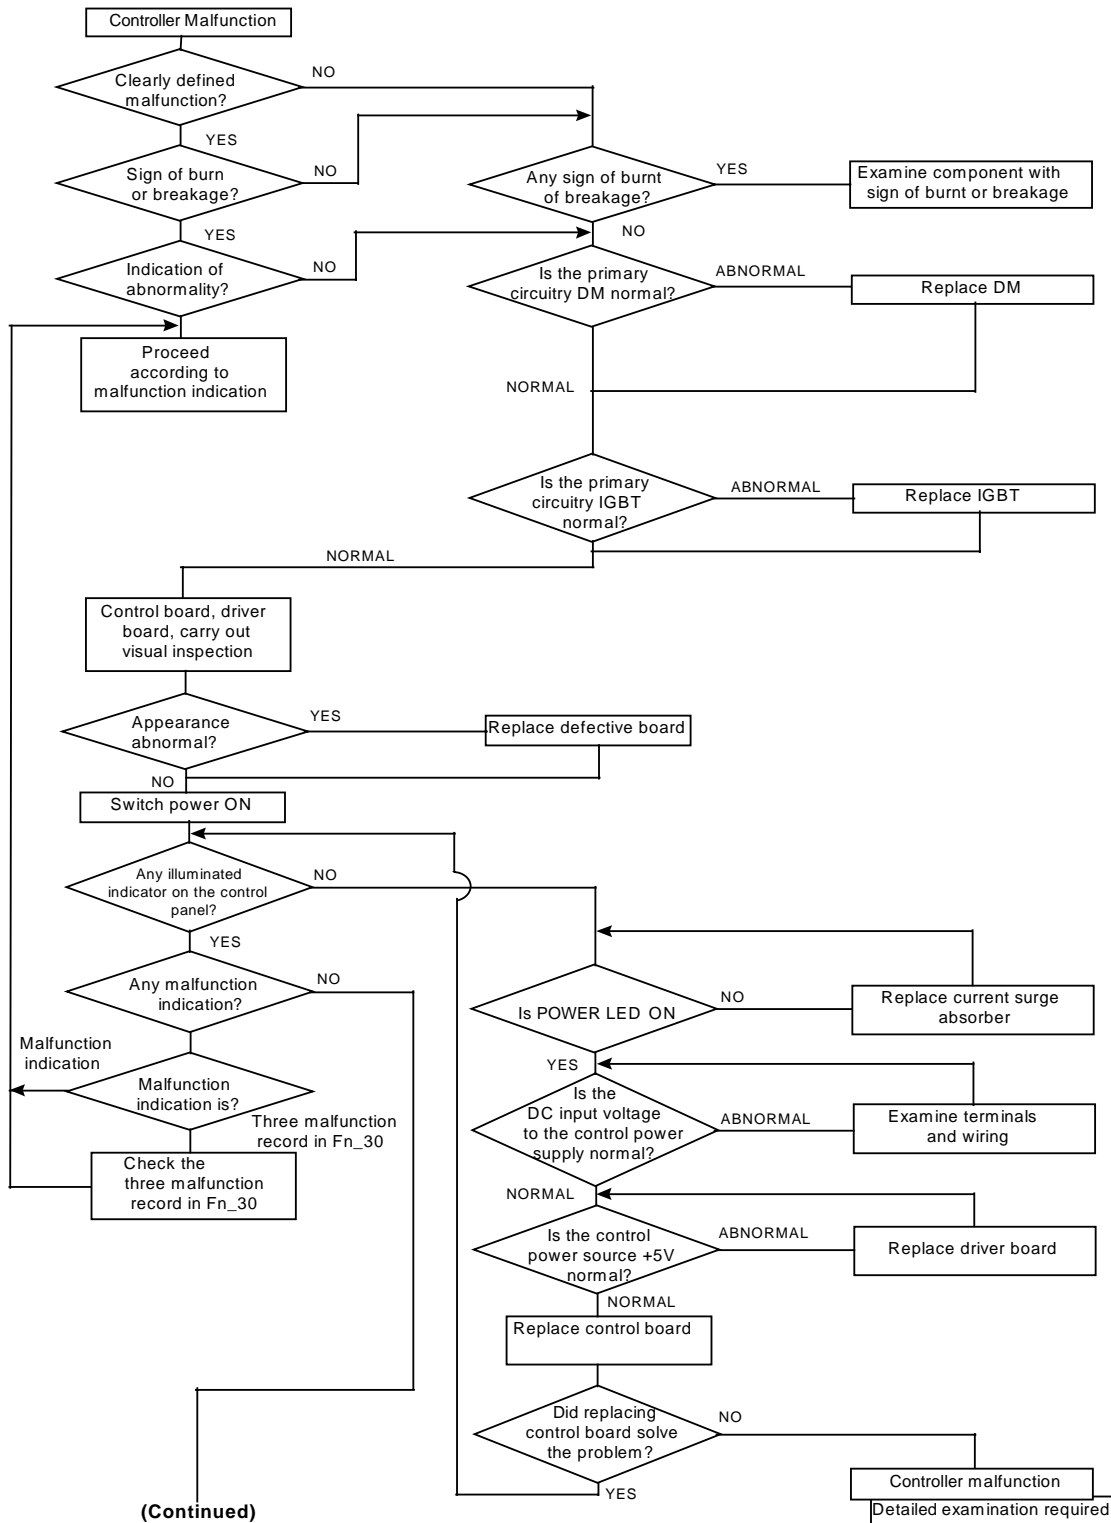 Controller Malfunction
Clearly defined
malfunction?
NO
YES
Sign of burn
or breakage?
NO
YES
Indication of
abnormality?
NO
Proceed
according to
malfunction indication
Any sign of burnt
of breakage?
YES
Examine component with
sign of burnt or breakage
NO
Is the primary
circuitry DM normal?
ABNORMAL
Replace DM
NORMAL
Is the primary
circuitry IGBT
normal?
ABNORMAL
Replace IGBT
NORMAL
Control board, driver
board, carry out
visual inspection
Appearance
abnormal?
YES
Replace defective board
NO
Switch power ON
Any illuminated
indicator on the control
panel?
NO
YES
Any malfunction
indication?
NO
Malfunction
indication
Malfunction
indication is?
Three malfunction
record in Fn_30
Check the
three malfunction
record in Fn_30
Is POWER LED ON
NO
Replace current surge
absorber
YES
Is the
DC input voltage
to the control power
supply normal?
ABNORMAL
Examine terminals
and wiring
NORMAL
Is the control
power source +5V
normal?
ABNORMAL
Replace driver board
NORMAL
Replace control board
Did replacing
control board solve
the problem?
NO
YES
Controller malfunction
Detailed examination required
(Continued)